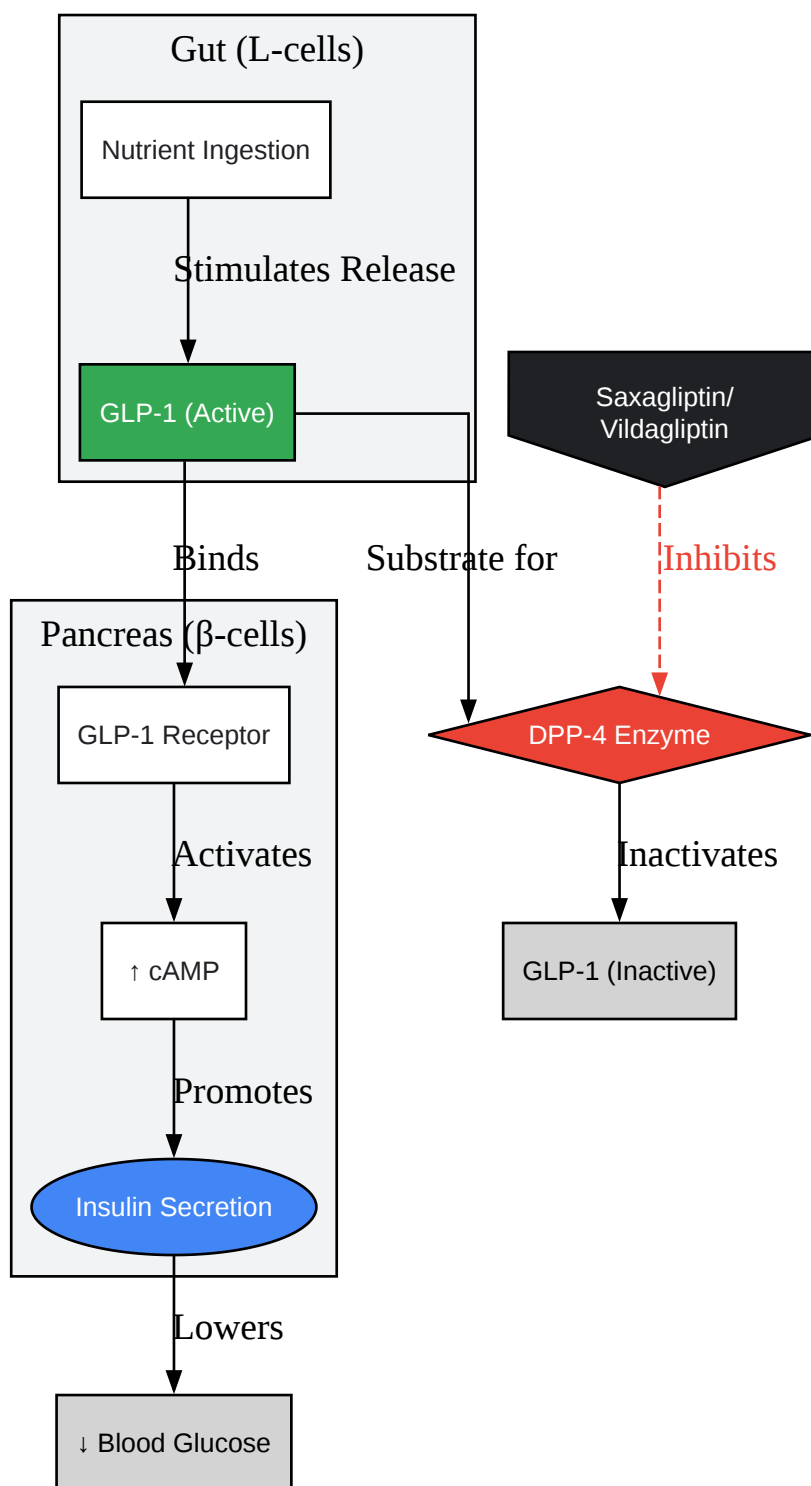 Gut (L-cells)
Nutrient Ingestion
Stimulates Release
GLP-1 (Active)
Saxagliptin/
Vildagliptin
Binds
Substrate for
Inhibits
Pancreas (β-cells)
GLP-1 Receptor
DPP-4 Enzyme
Activates
Inactivates
↑ cAMP
GLP-1 (Inactive)
Promotes
Insulin Secretion
Lowers
↓ Blood Glucose